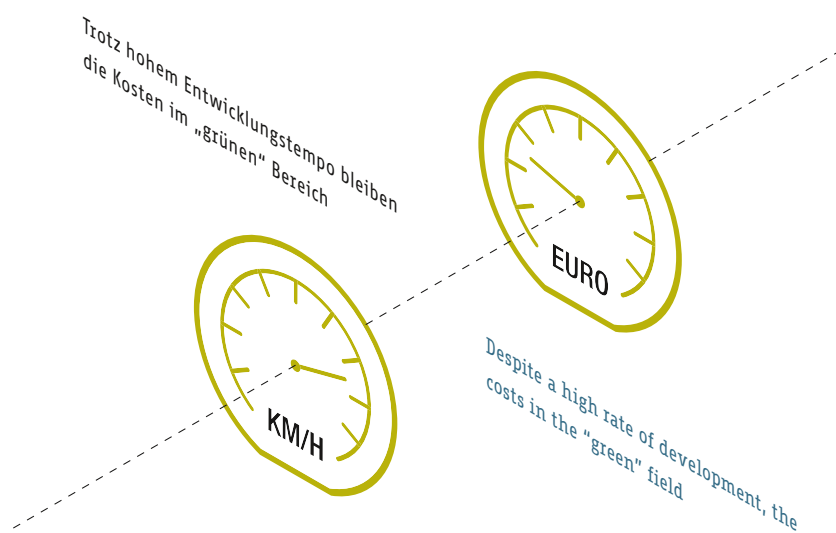 Trotz hohem Entwicklungstempo bleiben
die Kosten im „grünen“ Bereich
EURO
KM/H
Despite a high rate of development, the
costs in the “green” field